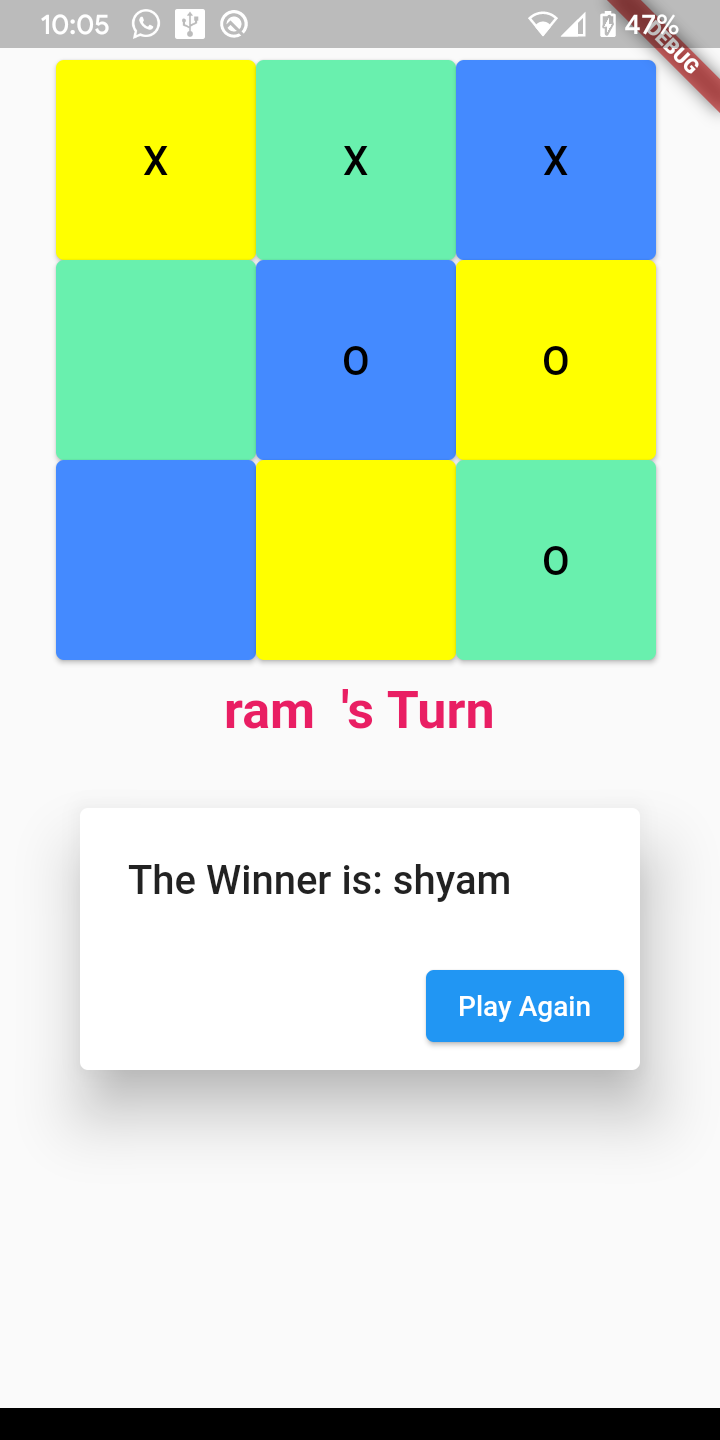 10:05 47%
DEBUG
X X X
O O
O
ram  's Turn
The Winner is: shyam
Play Again